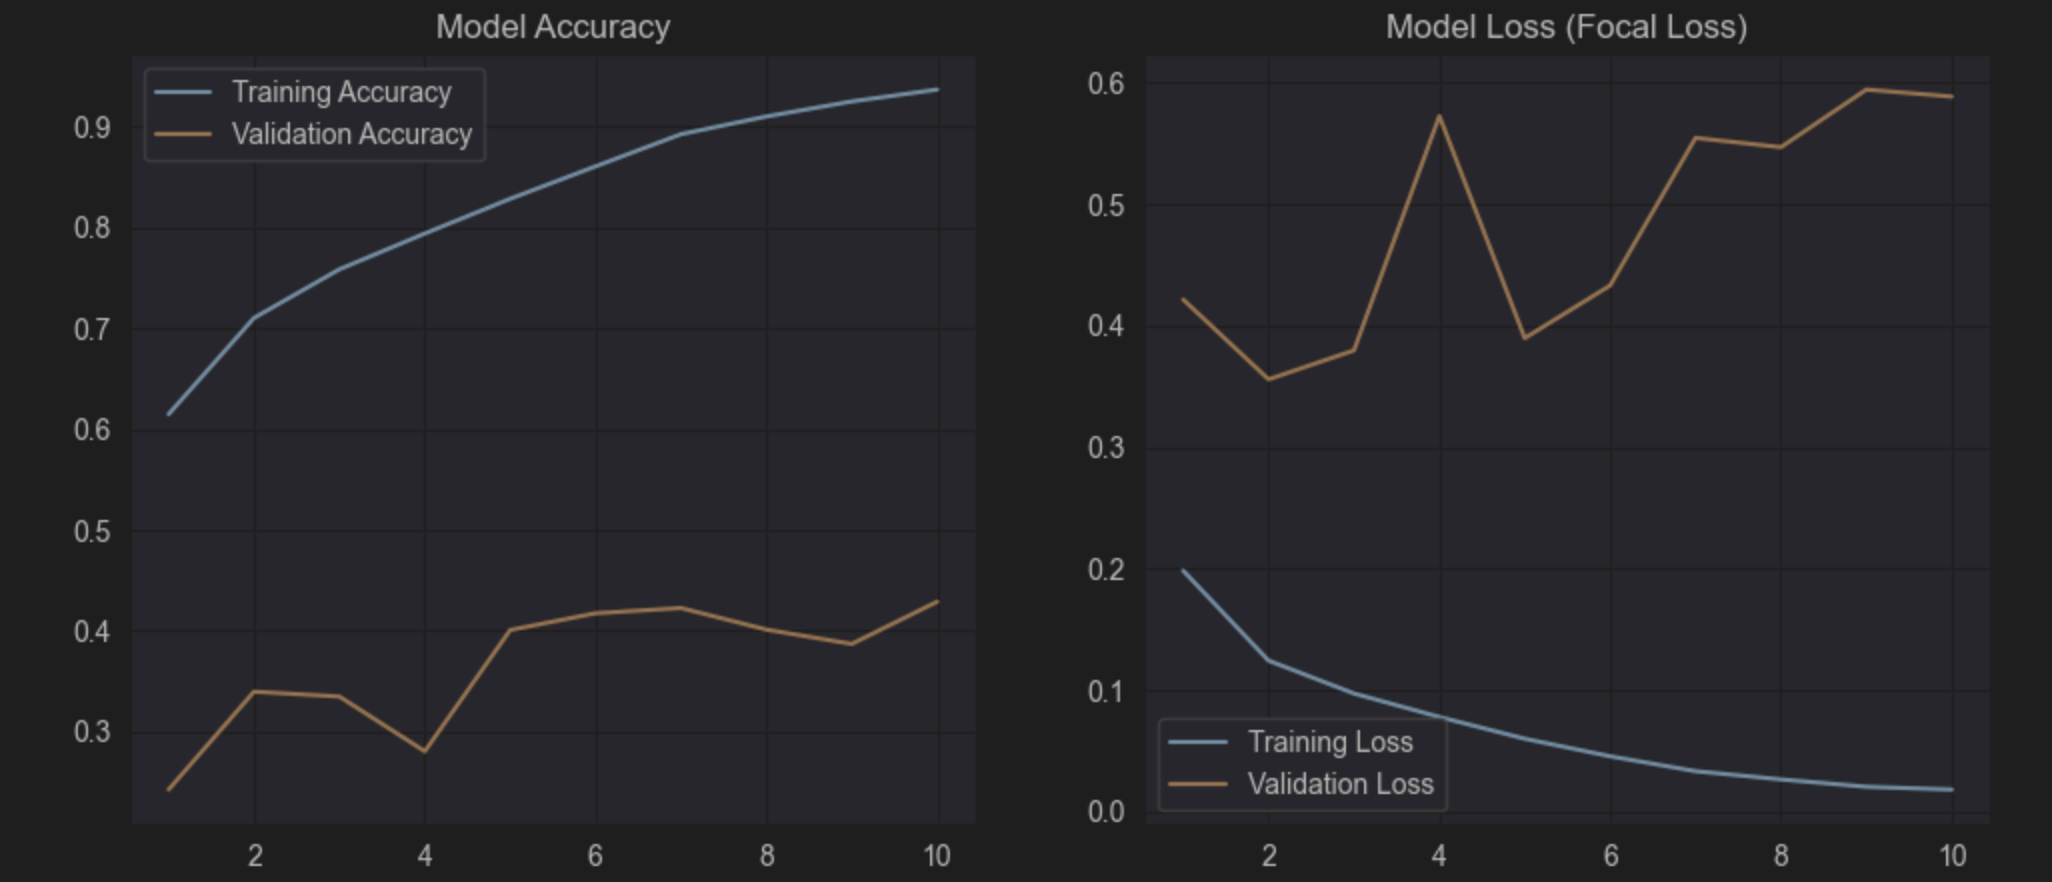 Model Accuracy
Training Accuracy
Validation Accuracy
0.9
0.8
0.7
0.6
0.5
0.4
0.3
2 4 6 8 10
Model Loss (Focal Loss)
0.6
0.5
0.4
0.3
0.2
0.1
0.0
Training Loss
Validation Loss
2 4 6 8 10